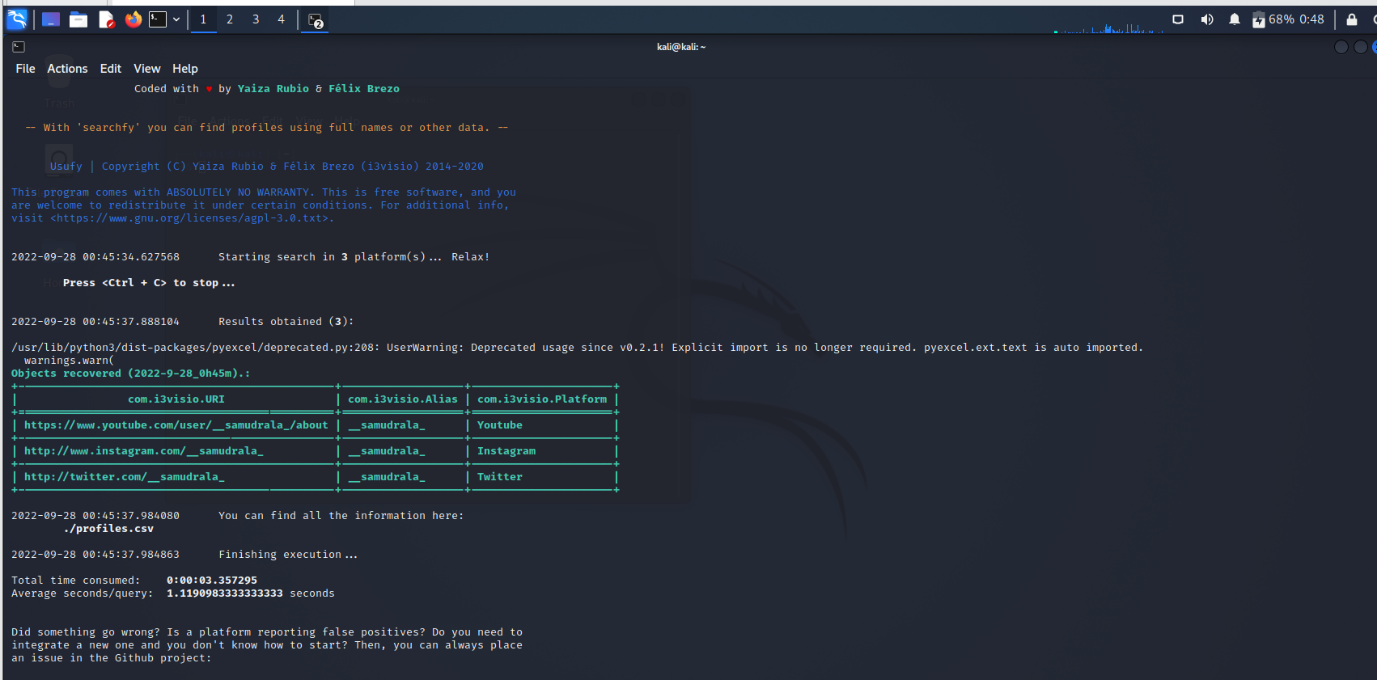 1 2 3 4 2 68% 0:48
kali@kali: ~
File Actions Edit View Help
Coded with ♥ by Yaiza Rubio & Félix Brezo
-- With 'searchfy' you can find profiles using full names or other data. --
Usufy | Copyright (C) Yaiza Rubio & Félix Brezo (i3visio) 2014-2020
This program comes with ABSOLUTELY NO WARRANTY. This is free software, and you
are welcome to redistribute it under certain conditions. For additional info,
visit <https://www.gnu.org/licenses/agpl-3.0.txt>.
2022-09-28 00:45:34.627568 Starting search in 3 platform(s)... Relax!
Press <Ctrl + C> to stop...
2022-09-28 00:45:37.888104 Results obtained (3):
/usr/lib/python3/dist-packages/pyexcel/deprecated.py:208: UserWarning: Deprecated usage since v0.2.1! Explicit import is no longer required. pyexcel.ext.text is auto imported.
warnings.warn(
Objects recovered (2022-9-28_0h45m).:
| com.i3visio.URI | com.i3visio.Alias | com.i3visio.Platform |
| https://www.youtube.com/user/__samudrala_/about | __samudrala_ | Youtube |
| http://www.instagram.com/__samudrala_ | __samudrala_ | Instagram |
| http://twitter.com/__samudrala_ | __samudrala_ | Twitter |
2022-09-28 00:45:37.984080 You can find all the information here:
./profiles.csv
2022-09-28 00:45:37.984863 Finishing execution...
Total time consumed: 0:00:03.357295
Average seconds/query: 1.1190983333333333 seconds
Did something go wrong? Is a platform reporting false positives? Do you need to
integrate a new one and you don't know how to start? Then, you can always place
an issue in the Github project: